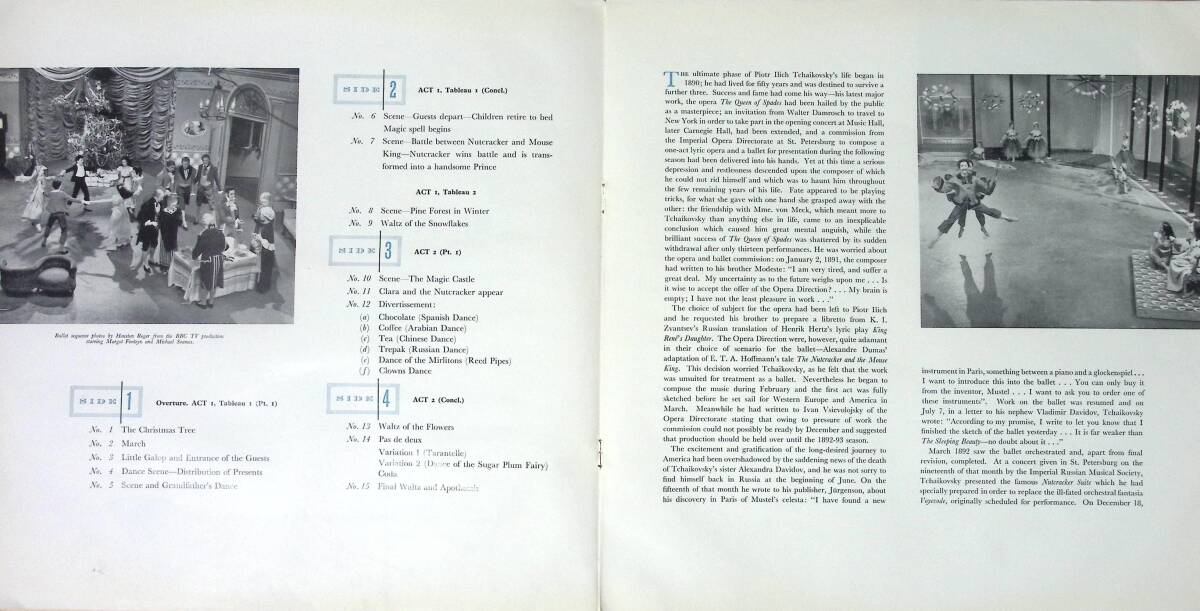 Ballet sequence photos by Houston Roger from the BBC TV production
starring Margot Fonteyn and Michael Somes.
SIDE 1
Overture. ACT 1, Tableau 1 (Pt. 1)
No. 1 The Christmas Tree
No. 2 March
No. 3 Little Galop and Entrance of the Guests
No. 4 Dance Scene—Distribution of Presents
No. 5 Scene and Grandfather's Dance
SIDE 2
ACT 1, Tableau 1 (Concl.)
No. 6 Scene—Guests depart—Children retire to bed
Magic spell begins
No. 7 Scene—Battle between Nutcracker and Mouse
King—Nutcracker wins battle and is trans-
formed into a handsome Prince
ACT 1, Tableau 2
No. 8 Scene—Pine Forest in Winter
No. 9 Waltz of the Snowflakes
SIDE 3
ACT 2 (Pt. 1)
No. 10 Scene—The Magic Castle
No. 11 Clara and the Nutcracker appear
No. 12 Divertissement:
(a) Chocolate (Spanish Dance)
(b) Coffee (Arabian Dance)
(c) Tea (Chinese Dance)
(d) Trepak (Russian Dance)
(e) Dance of the Mirlitons (Reed Pipes)
(f) Clowns Dance
SIDE 4
ACT 2 (Concl.)
No. 13 Waltz of the Flowers
No. 14 Pas de deux
Variation 1 (Tarantelle)
Variation 2 (Dance of the Sugar Plum Fairy)
Coda
No. 15 Final Waltz and Apotheosis
THE ultimate phase of Piotr Ilich Tchaikovsky's life began in
1890; he had lived for fifty years and was destined to survive a
further three. Success and fame had come his way—his latest major
work, the opera The Queen of Spades had been hailed by the public
as a masterpiece; an invitation from Walter Damrosch to travel to
New York in order to take part in the opening concert at Music Hall,
later Carnegie Hall, had been extended, and a commission from
the Imperial Opera Directorate at St. Petersburg to compose a
one-act lyric opera and a ballet for presentation during the following
season had been delivered into his hands. Yet at this time a serious
depression and restlessness descended upon the composer of which
he could not rid himself and which was to haunt him throughout
the few remaining years of his life. Fate appeared to be playing
tricks, for what she gave with one hand she grasped away with the
other: the friendship with Mme. von Meck, which meant more to
Tchaikovsky than anything else in life, came to an inexplicable
conclusion which caused him great mental anguish, while the
brilliant success of The Queen of Spades was shattered by its sudden
withdrawal after only thirteen performances. He was worried about
the opera and ballet commission: on January 2, 1891, the composer
had written to his brother Modeste: "I am very tired, and suffer a
great deal. My uncertainty as to the future weighs upon me . . . Is
it wise to accept the offer of the Opera Direction? . . . My brain is
empty; I have not the least pleasure in work . . ."
The choice of subject for the opera had been left to Piotr Ilich
and he requested his brother to prepare a libretto from K. I.
Zvantsev's Russian translation of Henrik Hertz's lyric play King
René's Daughter. The Opera Direction were, however, quite adamant
in their choice of scenario for the ballet—Alexandre Dumas'
adaptation of E. T. A. Hoffmann's tale The Nutcracker and the Mouse
King. This decision worried Tchaikovsky, as he felt that the work
was unsuited for treatment as a ballet. Nevertheless he began to
compose the music during February and the first act was fully
sketched before he set sail for Western Europe and America in
March. Meanwhile he had written to Ivan Vsievolojsky of the
Opera Directorate stating that owing to pressure of work the
commission could not possibly be ready by December and suggested
that production should be held over until the 1892-93 season.
The excitement and gratification of the long-desired journey to
America had been overshadowed by the saddening news of the death
of Tchaikovsky's sister Alexandra Davidov, and he was not sorry to
find himself back in Russia at the beginning of June. On the
fifteenth of that month he wrote to his publisher, Jürgenson, about
his discovery in Paris of Mustel's celesta: "I have found a new
instrument in Paris, something between a piano and a glockenspiel . . .
I want to introduce this into the ballet . . . You can only buy it
from the inventor, Mustel . . . I want to ask you to order one of
these instruments". Work on the ballet was resumed and on
July 7, in a letter to his nephew Vladimir Davidov, Tchaikovsky
wrote: "According to my promise, I write to let you know that I
finished the sketch of the ballet yesterday . . . It is far weaker than
The Sleeping Beauty—no doubt about it . . ."
March 1892 saw the ballet orchestrated and, apart from final
revision, completed. At a concert given in St. Petersburg on the
nineteenth of that month by the Imperial Russian Musical Society,
Tchaikovsky presented the famous Nutcracker Suite which he had
specially prepared in order to replace the ill-fated orchestral fantasia
Voyevode, originally scheduled for performance. On December 18,